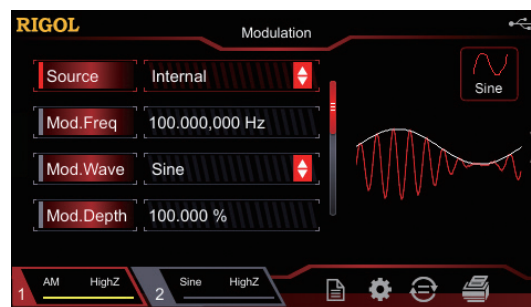 RIGOL
Modulation
Source Internal
Sine
Mod.Freq 100.000,000 Hz
Mod.Wave Sine
Mod.Depth 100.000 %
1 AM HighZ 2 Sine HighZ